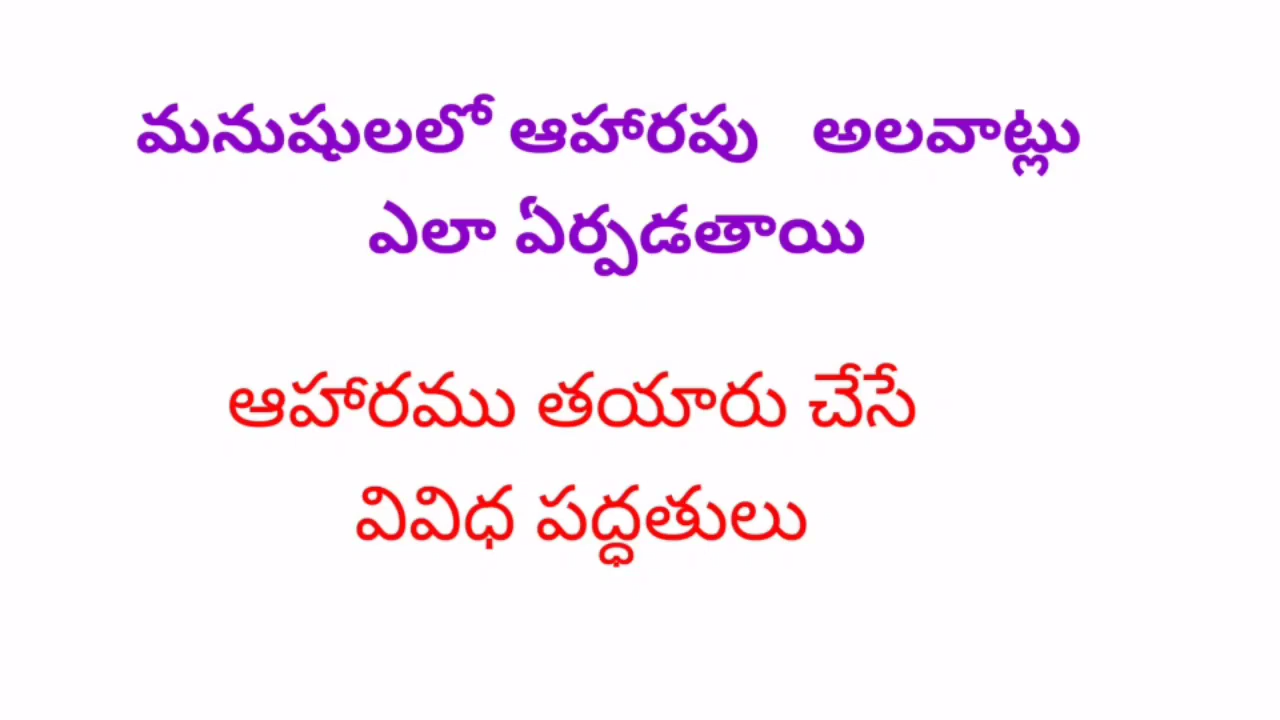 మనుషులలో ఆహారపు అలవాట్లు
ఎలా ఏర్పడతాయి
ఆహారము తయారు చేసే
వివిధ పద్ధతులు